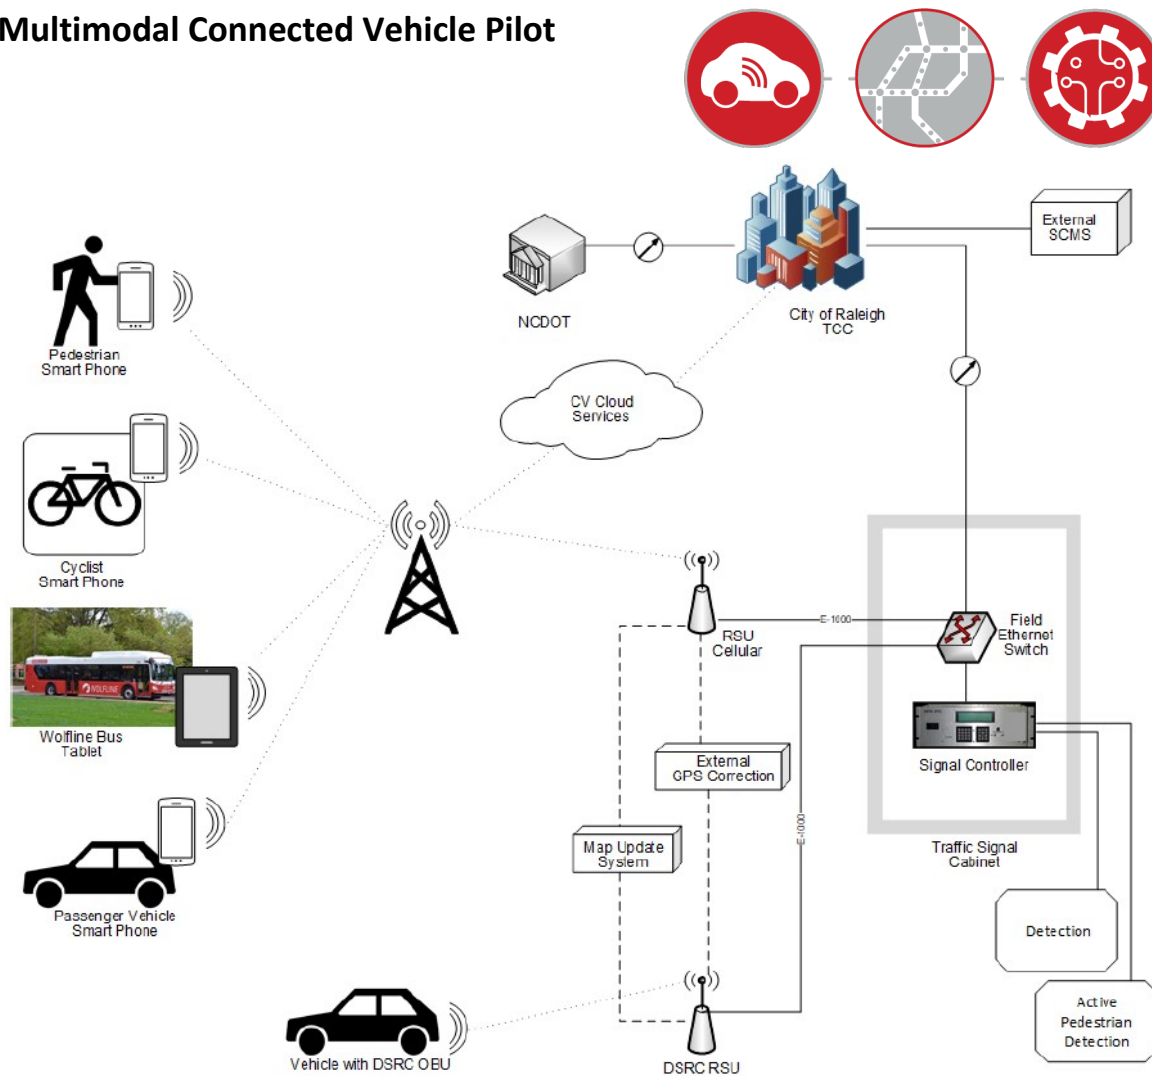 Multimodal Connected Vehicle Pilot
External
SCMS
NCDOT
City of Raleigh
TCC
Pedestrian
Smart Phone
CV Cloud
Services
Cyclist
Smart Phone
RSU
Cellular
E-1000
Field
Ethernet
Switch
WOLFLINE
Wolfline Bus
Tablet
External
GPS Correction
Signal Controller
E-1000
Map Update
System
Traffic Signal
Cabinet
Passenger Vehicle
Smart Phone
Detection
Active
Pedestrian
Detection
Vehicle with DSRC OBU
DSRC RSU